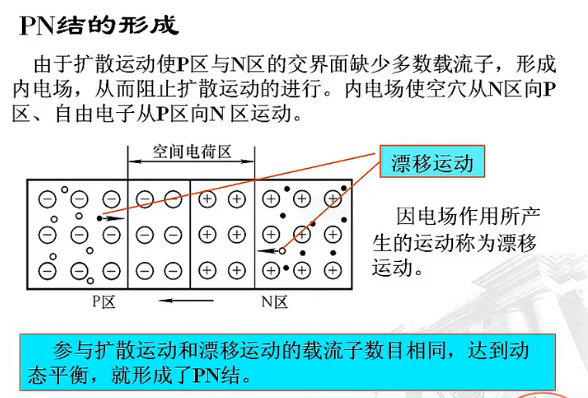 PN结的形成
由于扩散运动使P区与N区的交界面缺少多数载流子，形成
内电场，从而阻止扩散运动的进行。内电场使空穴从N区向P
区、自由电子从P区向N 区运动。
空间电荷区
漂移运动
因电场作用所产
生的运动称为漂移
运动。
P区
N区
参与扩散运动和漂移运动的载流子数目相同，达到动
态平衡，就形成了PN结。